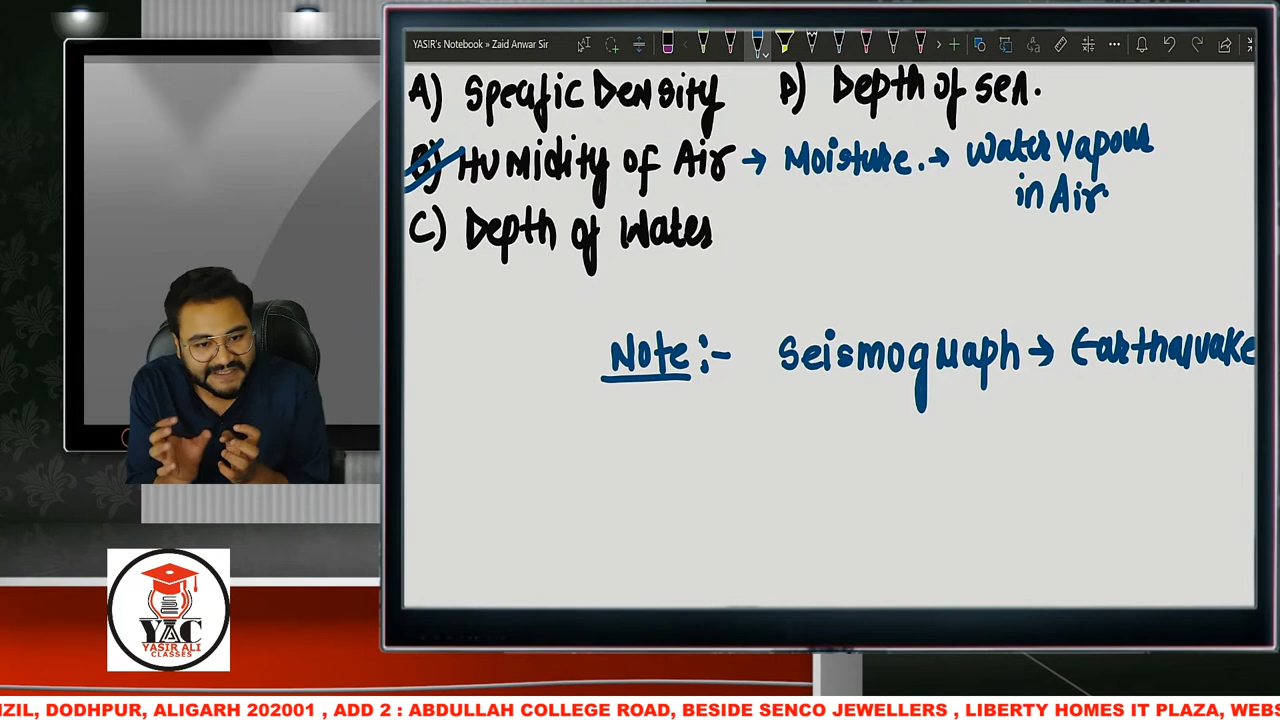 YASIR's Notebook » Zaid Anwar Sir
A) Specific Density D) Depth of sea.
B) Humidity of Air → Moisture. → Water Vapour
in Air
C) Depth of Water
Note:- Seismograph → Earthquake
YAC
YASIR ALI
CLASSES
NZIL, DODHPUR, ALIGARH 202001 , ADD 2 : ABDULLAH COLLEGE ROAD, BESIDE SENCO JEWELLERS , LIBERTY HOMES IT PLAZA, WEBS